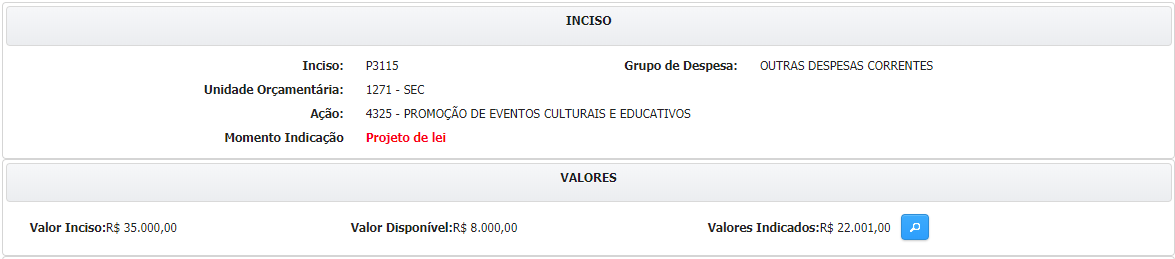 INCISO
Inciso: P3115 Grupo de Despesa: OUTRAS DESPESAS CORRENTES
Unidade Orçamentária: 1271 - SEC
Ação: 4325 - PROMOÇÃO DE EVENTOS CULTURAIS E EDUCATIVOS
Momento Indicação Projeto de lei
VALORES
Valor Inciso:R$ 35.000,00 Valor Disponível:R$ 8.000,00 Valores Indicados:R$ 22.001,00